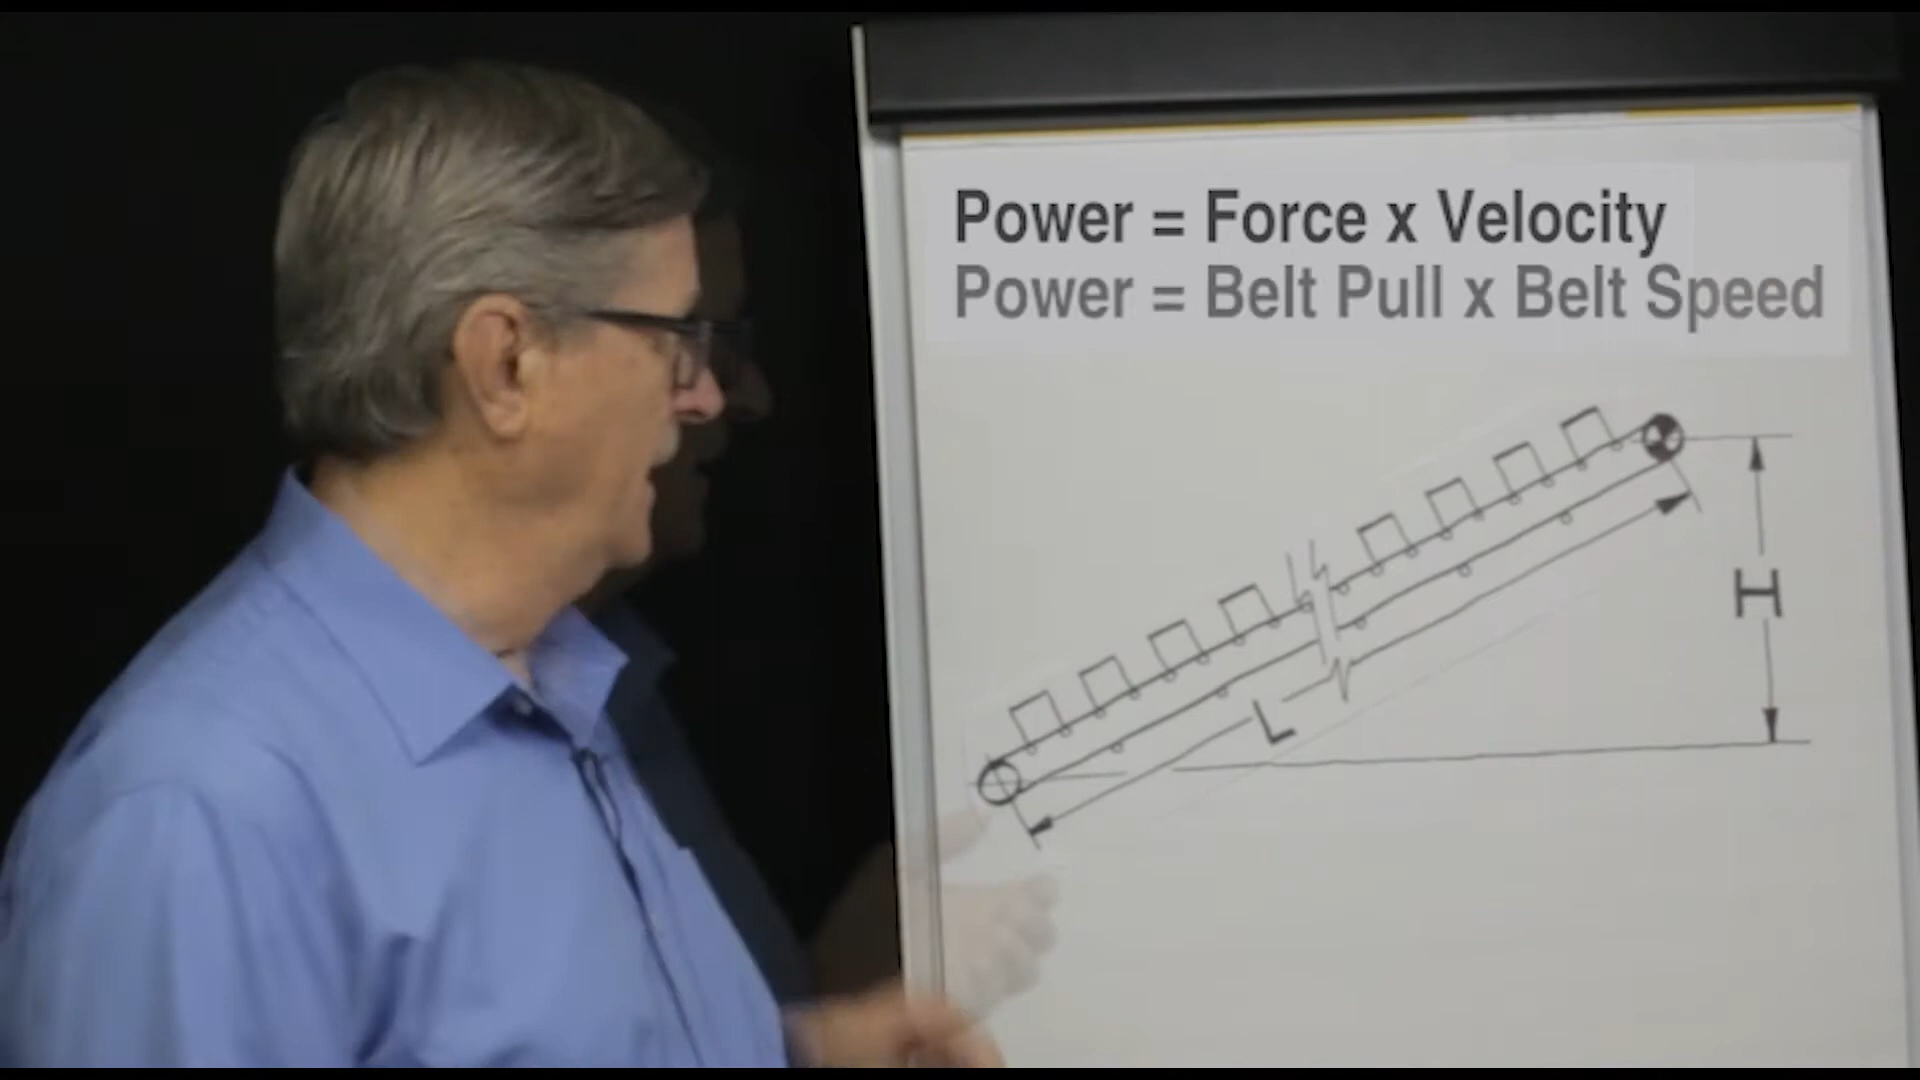 Power = Force x Velocity
Power = Belt Pull x Belt Speed
H
L